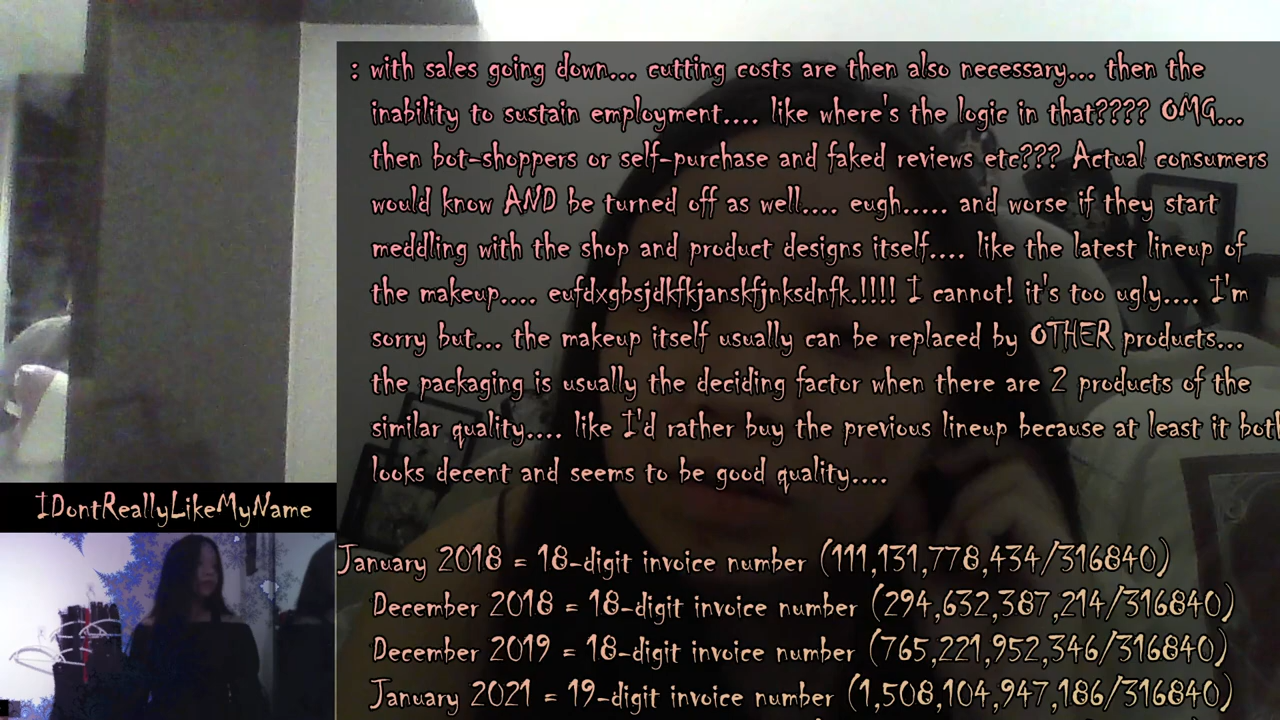 : with sales going down... cutting costs are then also necessary... then the
inability to sustain employment.... like where's the logic in that???? OMG...
then bot-shoppers or self-purchase and faked reviews etc??? Actual consumers
would know AND be turned off as well.... eugh..... and worse if they start
meddling with the shop and product designs itself.... like the latest lineup of
the makeup.... eufdxgbsjdkfkjanskfjnksdnfk.!!!! I cannot! it's too ugly.... I'm
sorry but... the makeup itself usually can be replaced by OTHER products...
the packaging is usually the deciding factor when there are 2 products of the
similar quality.... like I'd rather buy the previous lineup because at least it both
looks decent and seems to be good quality....
IDontReallyLikeMyName
January 2018 = 18-digit invoice number (111,131,778,434/316840)
December 2018 = 18-digit invoice number (294,632,387,214/316840)
December 2019 = 18-digit invoice number (765,221,952,346/316840)
January 2021 = 19-digit invoice number (1,508,104,947,186/316840)